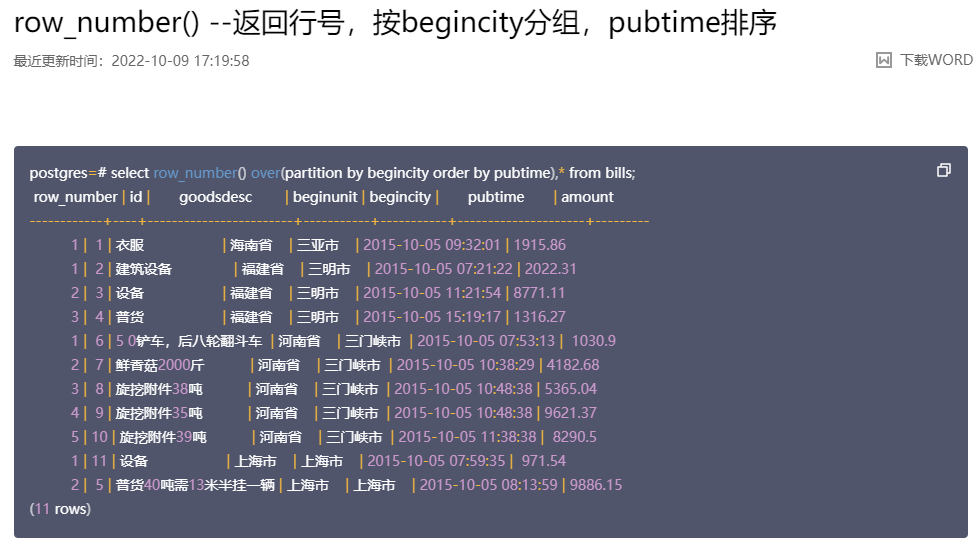 row_number() --返回行号，按begincity分组，pubtime排序
最近更新时间：2022-10-09 17:19:58
下载WORD
postgres=# select row_number() over(partition by begincity order by pubtime),* from bills;
row_number | id | goodsdesc | beginunit | begincity | pubtime | amount
------------+----+----------------------+-----------+-----------+---------------------+---------
1 | 1 | 衣服 | 海南省 | 三亚市 | 2015-10-05 09:32:01 | 1915.86
1 | 2 | 建筑设备 | 福建省 | 三明市 | 2015-10-05 07:21:22 | 2022.31
2 | 3 | 设备 | 福建省 | 三明市 | 2015-10-05 11:21:54 | 8771.11
3 | 4 | 普货 | 福建省 | 三明市 | 2015-10-05 15:19:17 | 1316.27
1 | 6 | 5 0铲车，后八轮翻斗车 | 河南省 | 三门峡市 | 2015-10-05 07:53:13 | 1030.9
2 | 7 | 鲜香菇2000斤 | 河南省 | 三门峡市 | 2015-10-05 10:38:29 | 4182.68
3 | 8 | 旋挖附件38吨 | 河南省 | 三门峡市 | 2015-10-05 10:48:38 | 5365.04
4 | 9 | 旋挖附件35吨 | 河南省 | 三门峡市 | 2015-10-05 10:48:38 | 9621.37
5 | 10 | 旋挖附件39吨 | 河南省 | 三门峡市 | 2015-10-05 11:38:38 | 8290.5
1 | 11 | 设备 | 上海市 | 上海市 | 2015-10-05 07:59:35 | 971.54
2 | 5 | 普货40吨需13米半挂一辆 | 上海市 | 上海市 | 2015-10-05 08:13:59 | 9886.15
(11 rows)